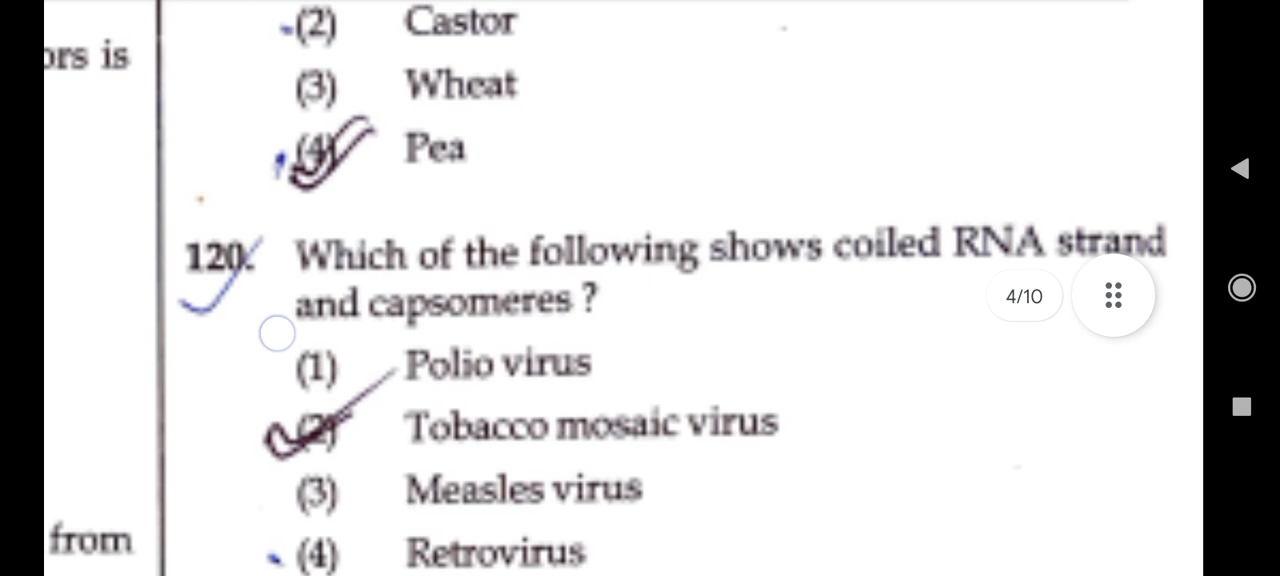 ors is
(2) Castor
(3) Wheat
(4) Pea
120. Which of the following shows coiled RNA strand
and capsomeres ?
4/10
(1) Polio virus
(2) Tobacco mosaic virus
(3) Measles virus
from
(4) Retrovirus